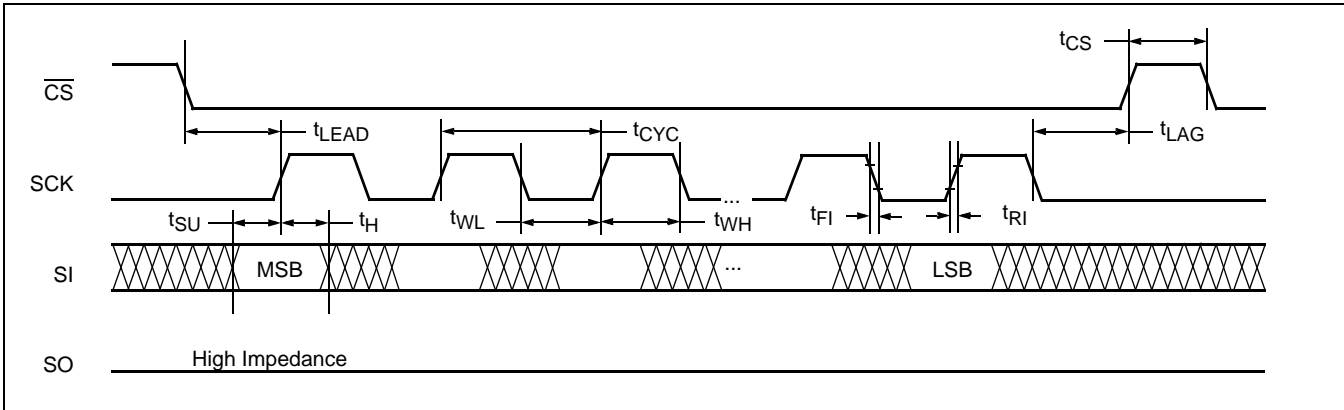 tCS
CS
tLEAD
tCYC
tLAG
SCK
...
tSU
tH
tWL
tWH
tFI
tRI
SI
MSB
...
LSB
SO
High Impedance